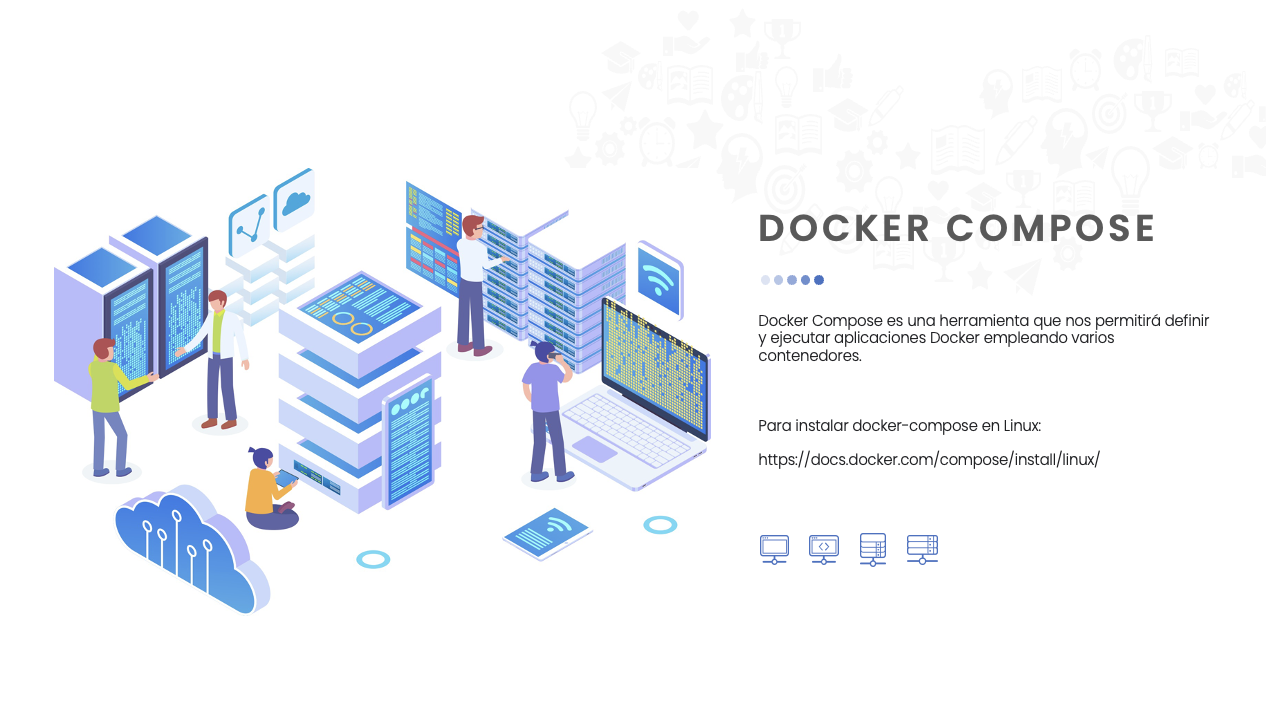 DOCKER COMPOSE
Docker Compose es una herramienta que nos permitirá definir
y ejecutar aplicaciones Docker empleando varios
contenedores.
Para instalar docker-compose en Linux:
https://docs.docker.com/compose/install/linux/